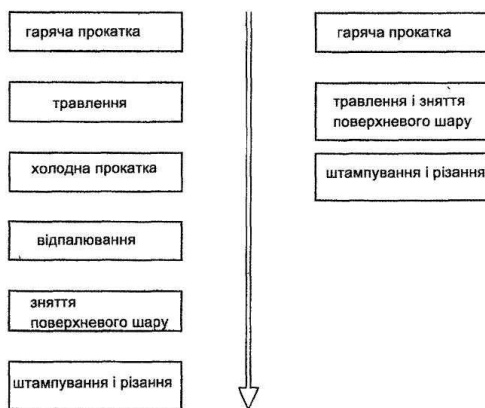 гаряча прокатка
травлення
холодна прокатка
відпалювання
зняття
поверхневого шару
штампування і різання
гаряча прокатка
травлення і зняття
поверхневого шару
штампування і різання